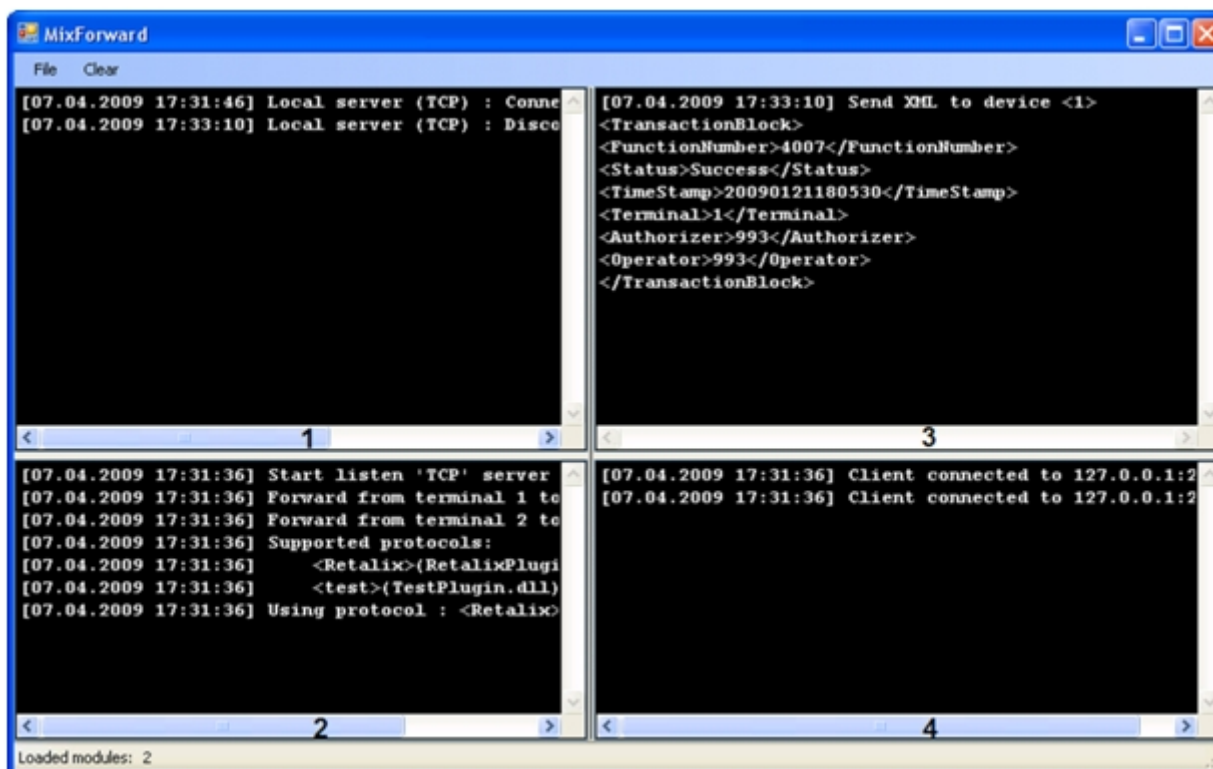 MixForward
File Clear
[07.04.2009 17:31:46] Local server (TCP) : Conne
[07.04.2009 17:33:10] Local server (TCP) : Disco
1
[07.04.2009 17:33:10] Send XML to device <1>
<TransactionBlock>
<FunctionNumber>4007</FunctionNumber>
<Status>Success</Status>
<TimeStamp>20090121180530</TimeStamp>
<Terminal>1</Terminal>
<Authorizer>993</Authorizer>
<Operator>993</Operator>
</TransactionBlock>
3
[07.04.2009 17:31:36] Start listen 'TCP' server
[07.04.2009 17:31:36] Forward from terminal 1 to
[07.04.2009 17:31:36] Forward from terminal 2 to
[07.04.2009 17:31:36] Supported protocols:
[07.04.2009 17:31:36] <Retalix>(RetalixPlugi
[07.04.2009 17:31:36] <test>(TestPlugin.dll)
[07.04.2009 17:31:36] Using protocol : <Retalix>
2
[07.04.2009 17:31:36] Client connected to 127.0.0.1:2
[07.04.2009 17:31:36] Client connected to 127.0.0.1:2
4
Loaded modules: 2